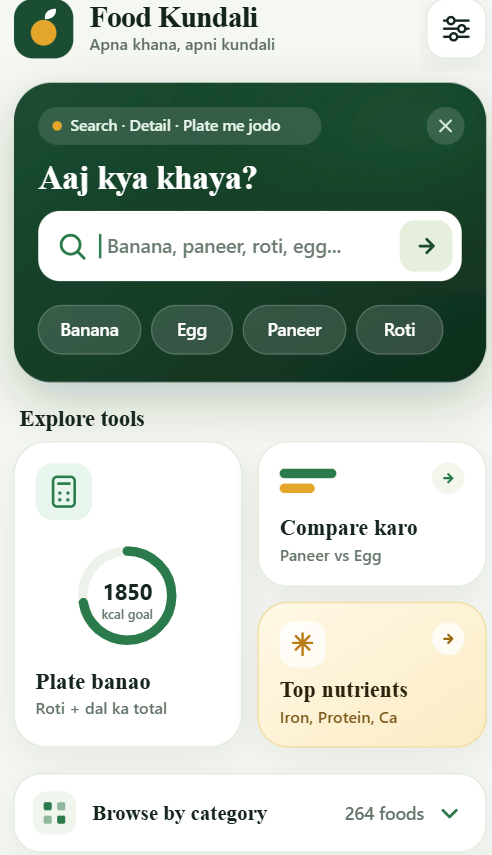 Food Kundali
Apna khana, apni kundali
Search · Detail · Plate me jodo
Aaj kya khaya?
Banana, paneer, roti, egg...
Banana
Egg
Paneer
Roti
Explore tools
1850
kcal goal
Plate banao
Roti + dal ka total
Compare karo
Paneer vs Egg
Top nutrients
Iron, Protein, Ca
Browse by category
264 foods